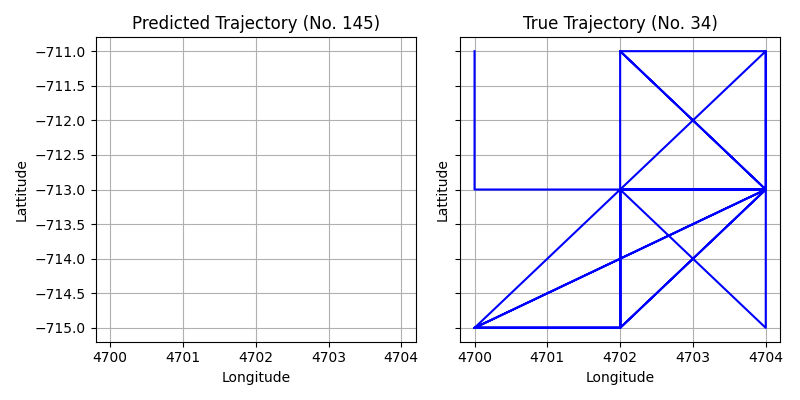 Predicted Trajectory (No. 145)
−711.0
−711.5
−712.0
−712.5
−713.0
−713.5
−714.0
−714.5
−715.0
Lattitude
4700 4701 4702 4703 4704
Longitude
True Trajectory (No. 34)
Lattitude
4700 4701 4702 4703 4704
Longitude